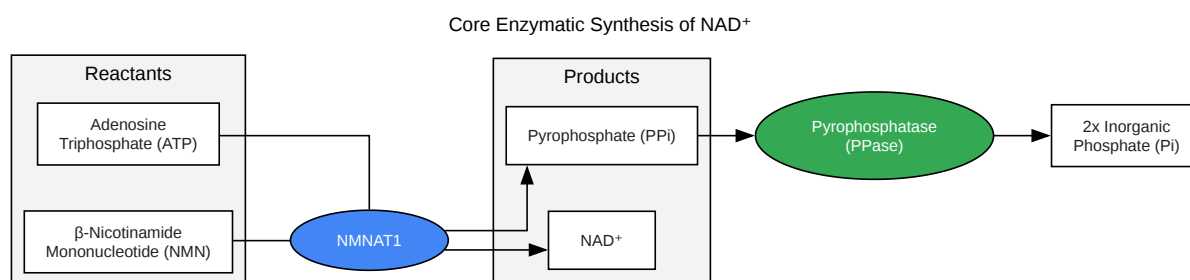 Core Enzymatic Synthesis of NAD⁺
Reactants
Adenosine
Triphosphate (ATP)
β-Nicotinamide
Mononucleotide (NMN)
NMNAT1
Products
Pyrophosphate (PPi)
NAD⁺
Pyrophosphatase
(PPase)
2x Inorganic
Phosphate (Pi)